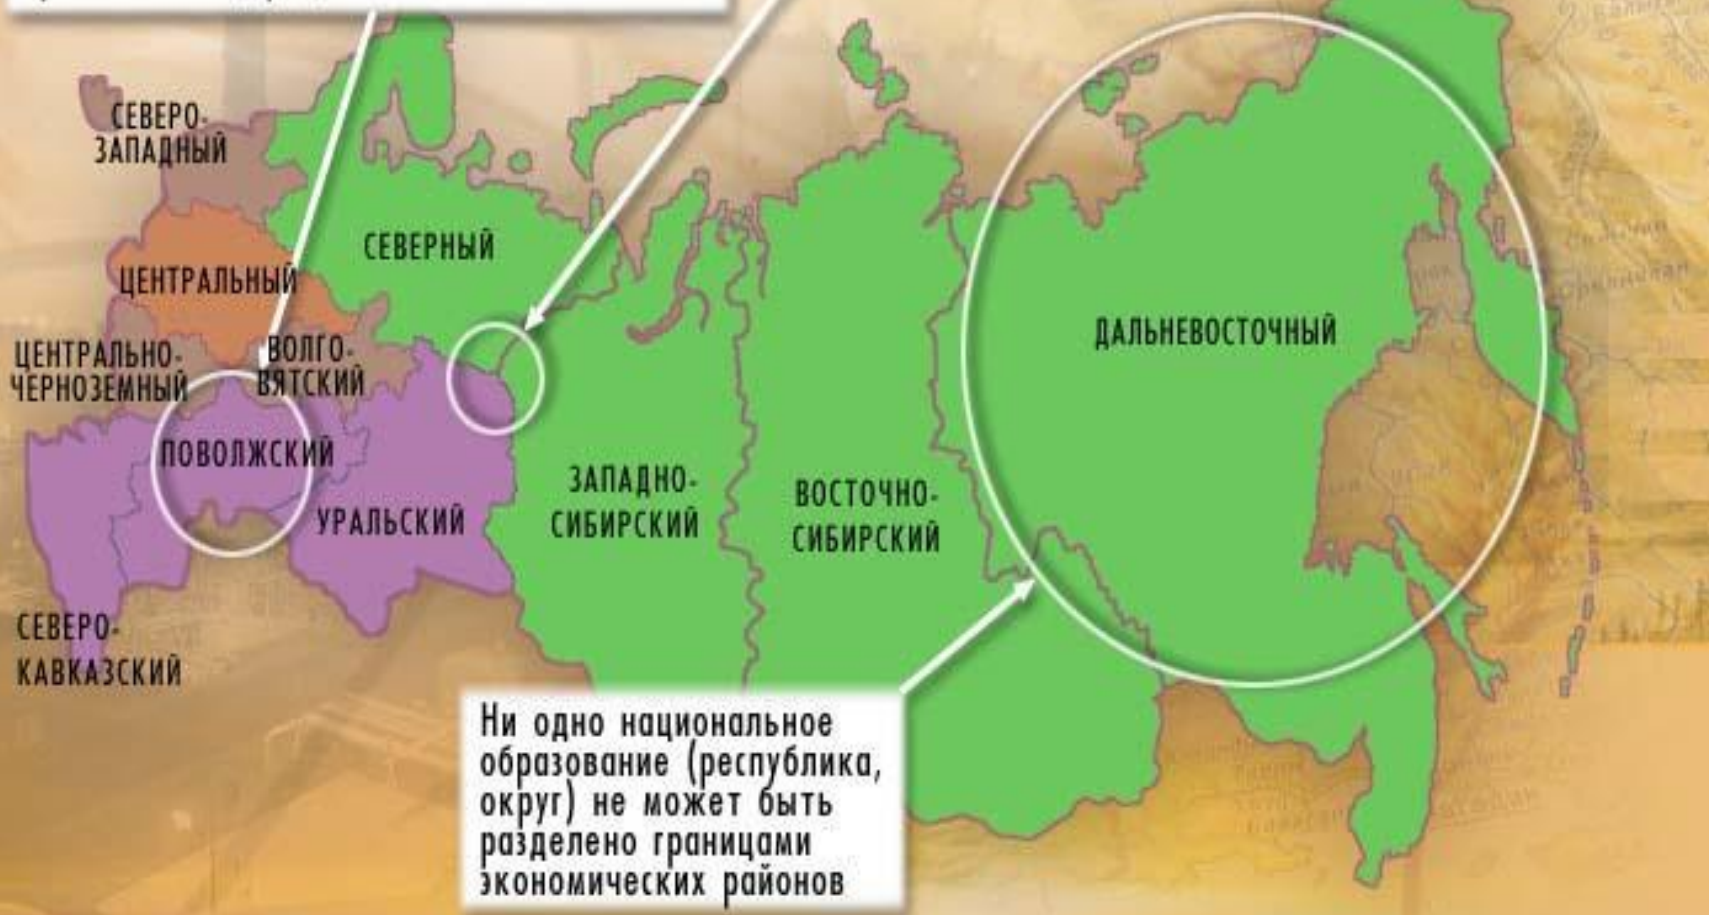 СЕВЕРО-
ЗАПАДНЫЙ
СЕВЕРНЫЙ
ЦЕНТРАЛЬНЫЙ
ДАЛЬНЕВОСТОЧНЫЙ
ЦЕНТРАЛЬНО-
ЧЕРНОЗЕМНЫЙ
ВОЛГО-
ВЯТСКИЙ
ПОВОЛЖСКИЙ
УРАЛЬСКИЙ
ЗАПАДНО-
СИБИРСКИЙ
ВОСТОЧНО-
СИБИРСКИЙ
СЕВЕРО-
КАВКАЗСКИЙ
Ни одно национальное
образование (республика,
округ) не может быть
разделено границами
экономических районов